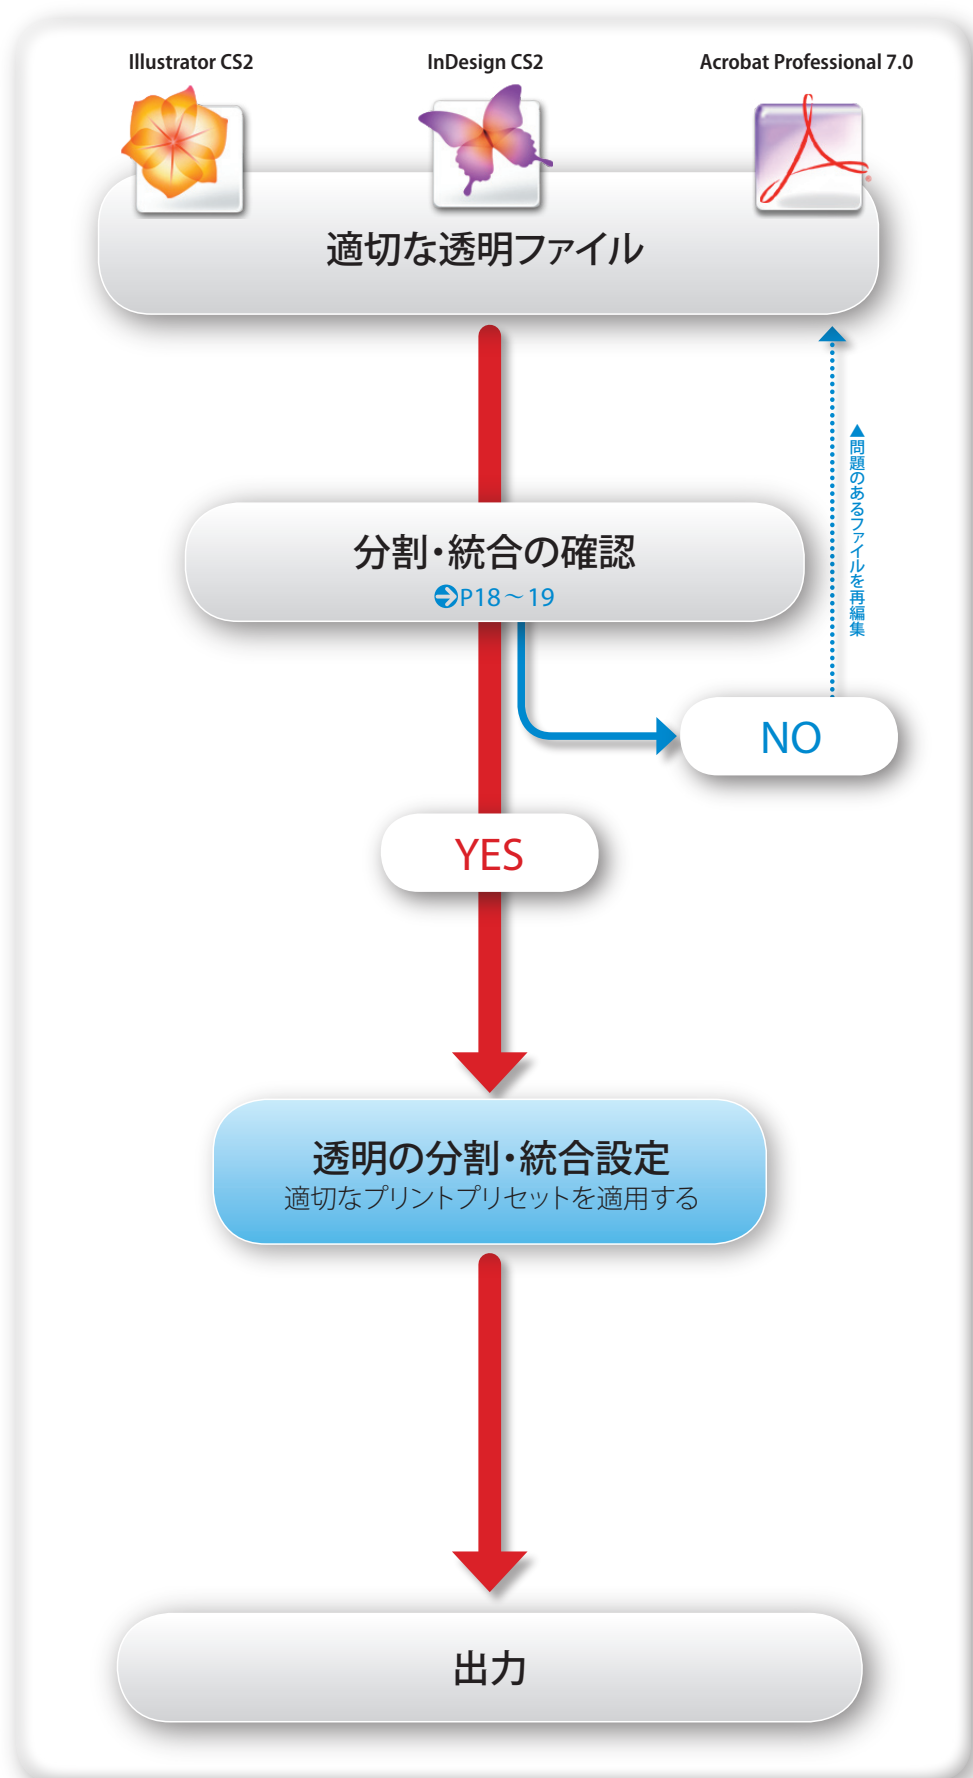 Illustrator CS2
InDesign CS2
Acrobat Professional 7.0
適切な透明ファイル
分割・統合の確認
P18～19
▲問題のあるファイルを再編集
NO
YES
透明の分割・統合設定
適切なプリントプリセットを適用する
出力